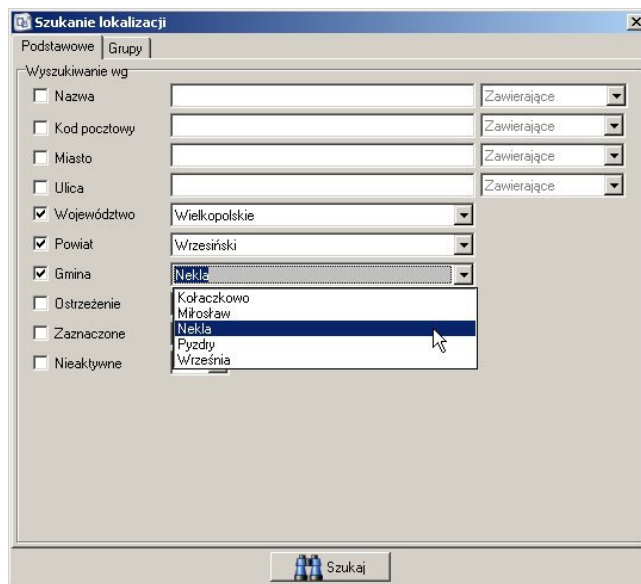 Szukanie lokalizacji
Podstawowe Grupy
Wyszukiwanie wg
Nazwa Zawierające
Kod pocztowy Zawierające
Miasto Zawierające
Ulica Zawierające
Województwo Wielkopolskie
Powiat Wrzesiński
Gmina Nekla
Ostrzeżenie Kołaczkowo
Miłosław
Zaznaczone Nekla
Pyzdry
Nieaktywne Września
Szukaj